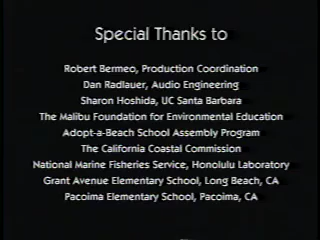 Special Thanks to
Robert Bermeo, Production Coordination
Dan Radlauer, Audio Engineering
Sharon Hoshida, UC Santa Barbara
The Malibu Foundation for Environmental Education
Adopt-a-Beach School Assembly Program
The California Coastal Commission
National Marine Fisheries Service, Honolulu Laboratory
Grant Avenue Elementary School, Long Beach, CA
Pacoima Elementary School, Pacoima, CA